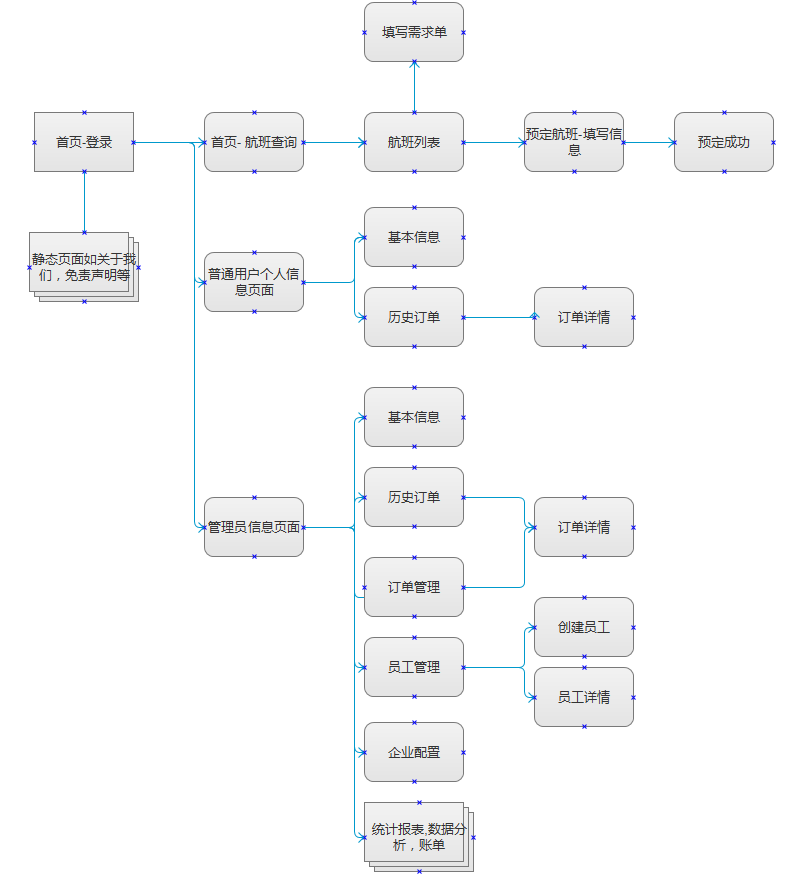 填写需求单
首页-登录
首页- 航班查询
航班列表
预定航班-填写信
息
预定成功
静态页面如关于我
们，免责声明等
普通用户个人信
息页面
基本信息
历史订单
订单详情
基本信息
历史订单
管理员信息页面
订单详情
订单管理
创建员工
员工管理
员工详情
企业配置
统计报表,数据分
析，账单